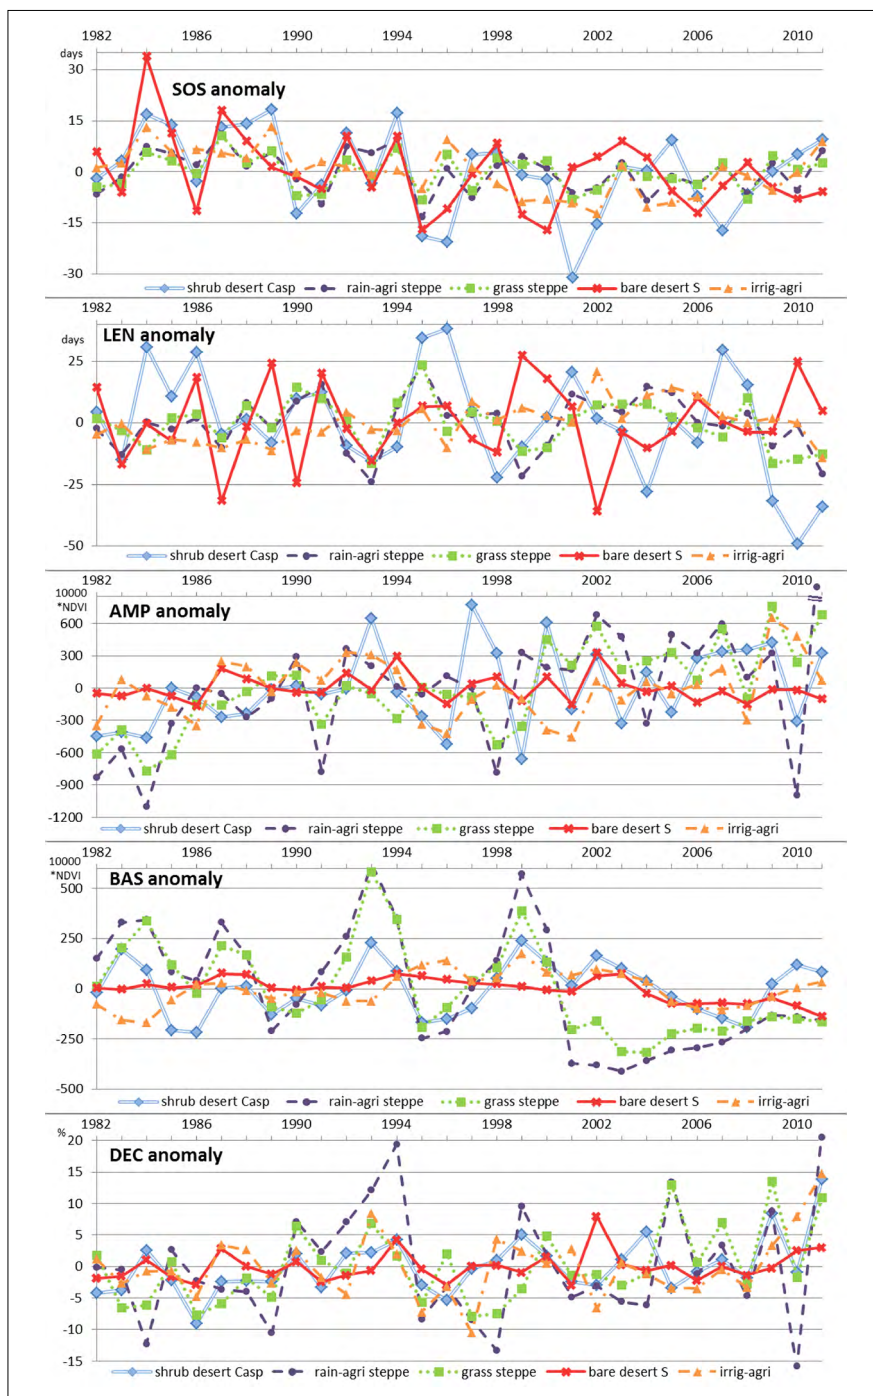 1982 1986 1990 1994 1998 2002 2006 2010
days
30
SOS anomaly
15
0
-15
-30
shrub desert Casp rain-agri steppe grass steppe bare desert S irrig-agri
1982 1986 1990 1994 1998 2002 2006 2010
LEN anomaly
days
25
0
-25
-50
shrub desert Casp rain-agri steppe grass steppe bare desert S irrig-agri
1982 1986 1990 1994 1998 2002 2006 2010
10000
*NDVI
AMP anomaly
600
300
0
-300
-600
-900
-1200
shrub desert Casp rain-agri steppe grass steppe bare desert S irrig-agri
1982 1986 1990 1994 1998 2002 2006 2010
10000
*NDVI
BAS anomaly
500
250
0
-250
-500
shrub desert Casp rain-agri steppe grass steppe bare desert S irrig-agri
1982 1986 1990 1994 1998 2002 2006 2010
%
20
DEC anomaly
15
10
5
0
-5
-10
-15
shrub desert Casp rain-agri steppe grass steppe bare desert S irrig-agri